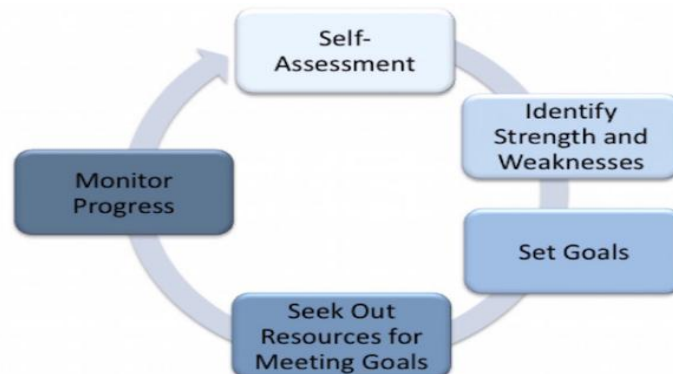 Self-
Assessment
Identify
Strength and
Weaknesses
Set Goals
Seek Out
Resources for
Meeting Goals
Monitor
Progress